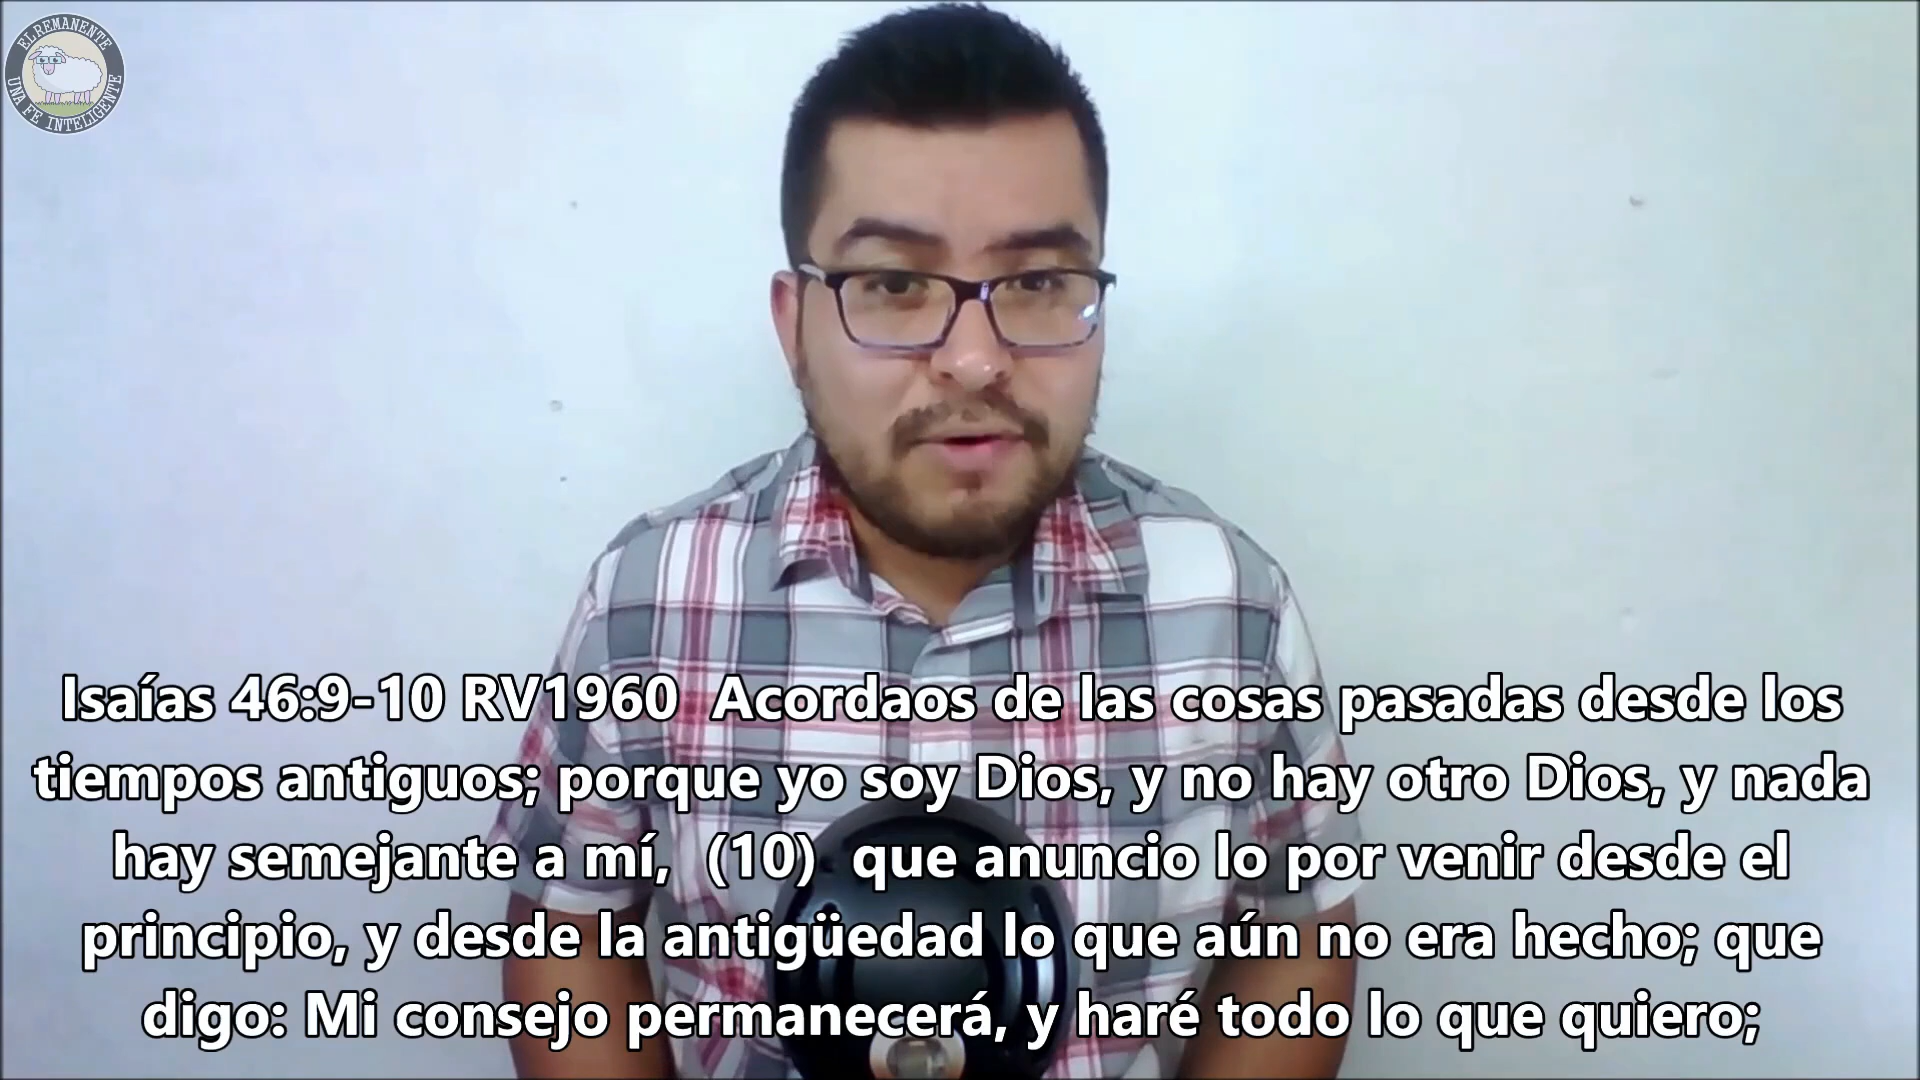 EL REMANENTE
UNA FE INTELIGENTE
Isaías 46:9-10 RV1960 Acordaos de las cosas pasadas desde los
tiempos antiguos; porque yo soy Dios, y no hay otro Dios, y nada
hay semejante a mí, (10) que anuncio lo por venir desde el
principio, y desde la antigüedad lo que aún no era hecho; que
digo: Mi consejo permanecerá, y haré todo lo que quiero;